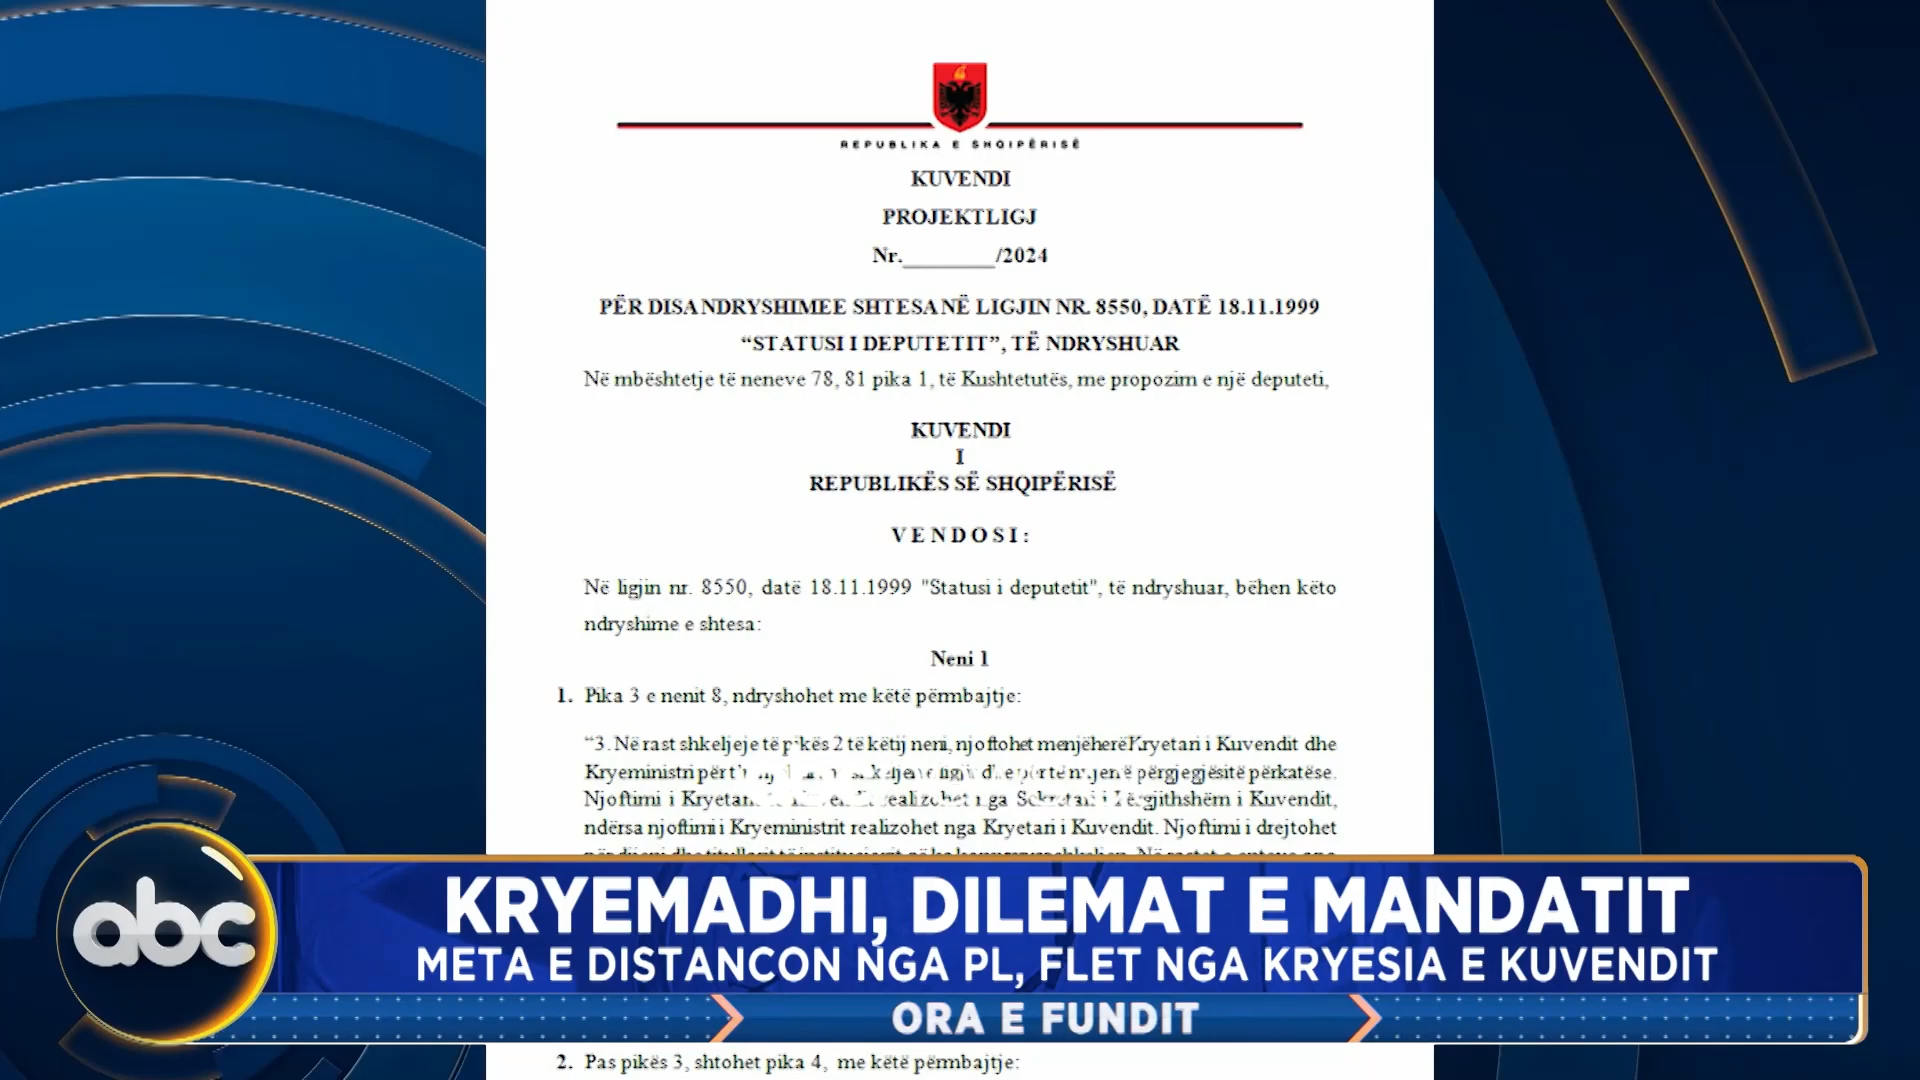 REPUBLIKA E SHQIPËRISË
KUVENDI
PROJEKTLIGJ
Nr.________/2024
PËR DISA NDRYSHIME E SHTESA NË LIGJIN NR. 8550, DATË 18.11.1999
“STATUSI I DEPUTETIT”, TË NDRYSHUAR
Në mbështetje të neneve 78, 81 pika 1, të Kushtetutës, me propozim e një deputeti,
KUVENDI
I
REPUBLIKËS SË SHQIPËRISË
V E N D O S I :
Në ligjin nr. 8550, datë 18.11.1999 "Statusi i deputetit", të ndryshuar, bëhen këto
ndryshime e shtesa:
Neni 1
1. Pika 3 e nenit 8, ndryshohet me këtë përmbajtje:
“3. Në rast shkeljeje të pikës 2 të këtij neni, njoftohet menjëherë Kryetari i Kuvendit dhe
Kryeministri për përgjegjësitë përkatëse.
Njoftimi i realizohet nga Sekretari i Përgjithshëm i Kuvendit,
ndërsa njoftimi i Kryeministrit realizohet nga Kryetari i Kuvendit. Njoftimi i drejtohet
abc
KRYEMADHI, DILEMAT E MANDATIT
META E DISTANCON NGA PL, FLET NGA KRYESIA E KUVENDIT
ORA E FUNDIT
2. Pas pikës 3, shtohet pika 4, me këtë përmbajtje: